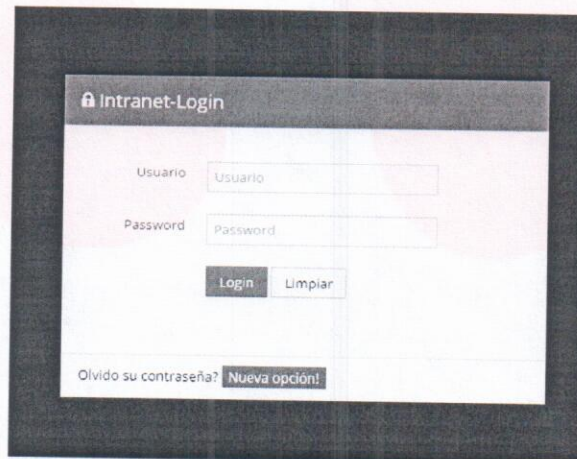 Intranet-Login
Usuario Usuario
Password Password
Login Limpiar
Olvido su contraseña? Nueva opción!